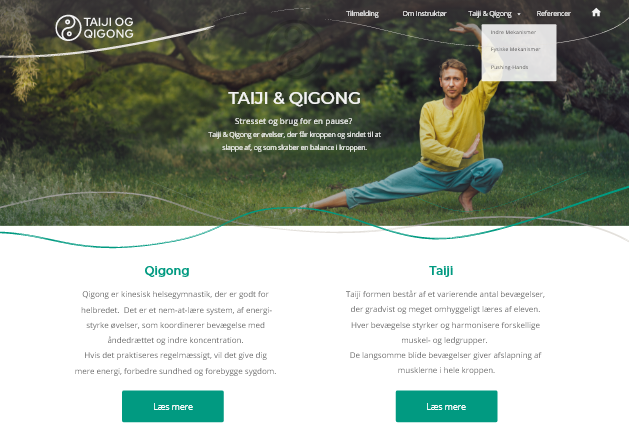 TAIJI OG
QIGONG
Tilmelding
Om Instruktør
Taiji & Qigong
Referencer
Indre Mekanismer
Fysiske Mekanismer
Pushing Hands
TAIJI & QIGONG
Stresset og brug for en pause?
Taiji & Qigong er øvelser, der får kroppen og sindet til at
slappe af, og som skaber en balance i kroppen.
Qigong
Qigong er kinesisk helsegymnastik, der er godt for
helbredet. Det er et nem-at-lære system, af energi-
styrke øvelser, som koordinerer bevægelse med
åndedrættet og indre koncentration.
Hvis det praktiseres regelmæssigt, vil det give dig
mere energi, forbedre sundhed og forebygge sygdom.
Læs mere
Taiji
Taiji formen består af et varierende antal bevægelser,
der gradvist og meget omhyggeligt læres af eleven.
Hver bevægelse styrker og harmonisere forskellige
muskel- og ledgrupper.
De langsomme blide bevægelser giver afslapning af
musklerne i hele kroppen.
Læs mere